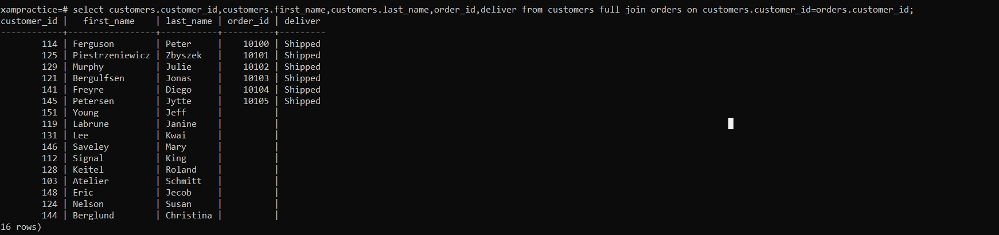 xampractice=# select customers.customer_id,customers.first_name,customers.last_name,order_id,deliver from customers full join orders on customers.customer_id=orders.customer_id;
customer_id |   first_name    | last_name | order_id | deliver
------------+-----------------+-----------+----------+---------
        114 | Ferguson        | Peter     |    10100 | Shipped
        125 | Piestrzeniewicz | Zbyszek   |    10101 | Shipped
        129 | Murphy          | Julie     |    10102 | Shipped
        121 | Bergulfsen      | Jonas     |    10103 | Shipped
        141 | Freyre          | Diego     |    10104 | Shipped
        145 | Petersen        | Jytte     |    10105 | Shipped
        151 | Young           | Jeff      |          |
        119 | Labrune         | Janine    |          |
        131 | Lee             | Kwai      |          |
        146 | Saveley         | Mary      |          |
        112 | Signal          | King      |          |
        128 | Keitel          | Roland    |          |
        103 | Atelier         | Schmitt   |          |
        148 | Eric            | Jecob     |          |
        124 | Nelson          | Susan     |          |
        144 | Berglund        | Christina |          |
16 rows)